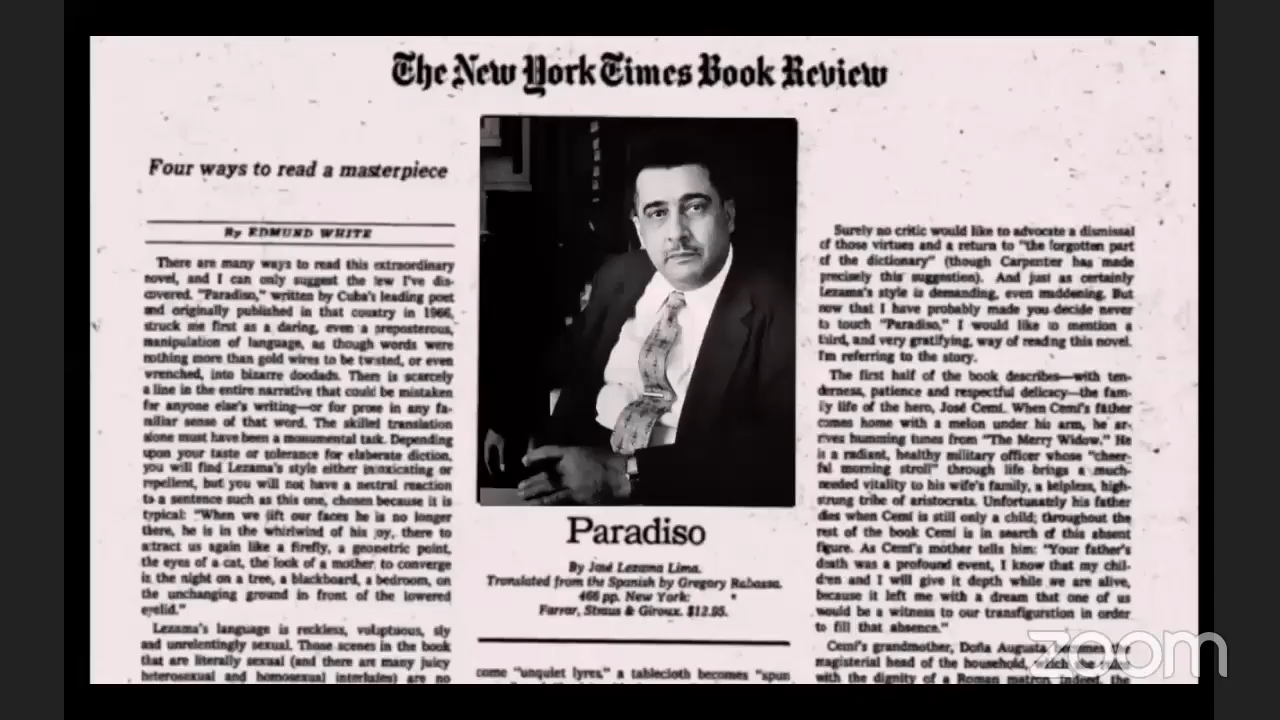 The New York Times Book Review
Four ways to read a masterpiece
By EDMUND WHITE
There are many ways to read this extraordinary
novel, and I can only suggest the few I've dis-
covered. "Paradiso," written by Cuba's leading poet
and originally published in that country in 1966,
struck me first as a daring, even a preposterous,
manipulation of language, as though words were
nothing more than gold wires to be twisted, or even
wrenched, into bizarre doodads. There is scarcely
a line in the entire narrative that could be mistaken
for anyone else's writing—or for prose in any fa-
miliar sense of that word. The skilled translation
alone must have been a monumental task. Depending
upon your taste or tolerance for elaborate diction,
you will find Lezama's style either intoxicating or
repellent, but you will not have a neutral reaction
to a sentence such as this one, chosen because it is
typical: "When we lift our faces he is no longer
there, he is in the whirlwind of his joy, there to
attract us again like a firefly, a geometric point,
the eyes of a cat, the look of a mother, to converge
in the night on a tree, a blackboard, a bedroom, on
the unchanging ground in front of the lowered
eyelid."
Lezama's language is reckless, voluptuous, sly
and unrelentingly sexual. Those scenes in the book
that are literally sexual (and there are many juicy
heterosexual and homosexual interludes) are no
Paradiso
By José Lezama Lima.
Translated from the Spanish by Gregory Rabassa.
466 pp. New York:
Farrar, Straus & Giroux. $12.95.
come "unquiet lyres," a tablecloth becomes "spun
Surely no critic would like to advocate a dismissal
of those virtues and a return to "the forgotten part
of the dictionary" (though Carpenter has made
precisely this suggestion). And just as certainly
Lezama's style is demanding, even maddening. But
now that I have probably made you decide never
to touch "Paradiso," I would like to mention a
third, and very gratifying, way of reading this novel.
I'm referring to the story.
The first half of the book describes—with ten-
derness, patience and respectful delicacy—the fam-
ily life of the hero, José Cemí. When Cemí's father
comes home with a melon under his arm, he ar-
rives humming tunes from "The Merry Widow." He
is a radiant, healthy military officer whose "cheer-
ful morning stroll" through life brings a much-
needed vitality to his wife's family, a helpless, high-
strung tribe of aristocrats. Unfortunately his father
dies when Cemí is still only a child; throughout the
rest of the book Cemí is in search of this absent
figure. As Cemí's mother tells him: "Your father's
death was a profound event, I know that my chil-
dren and I will give it depth while we are alive,
because it left me with a dream that one of us
would be a witness to our transfiguration in order
to fill that absence."
Cemí's grandmother, Doña Augusta, becomes the
magisterial head of the household, which she
with the dignity of a Roman matron. Indeed, the
zoom